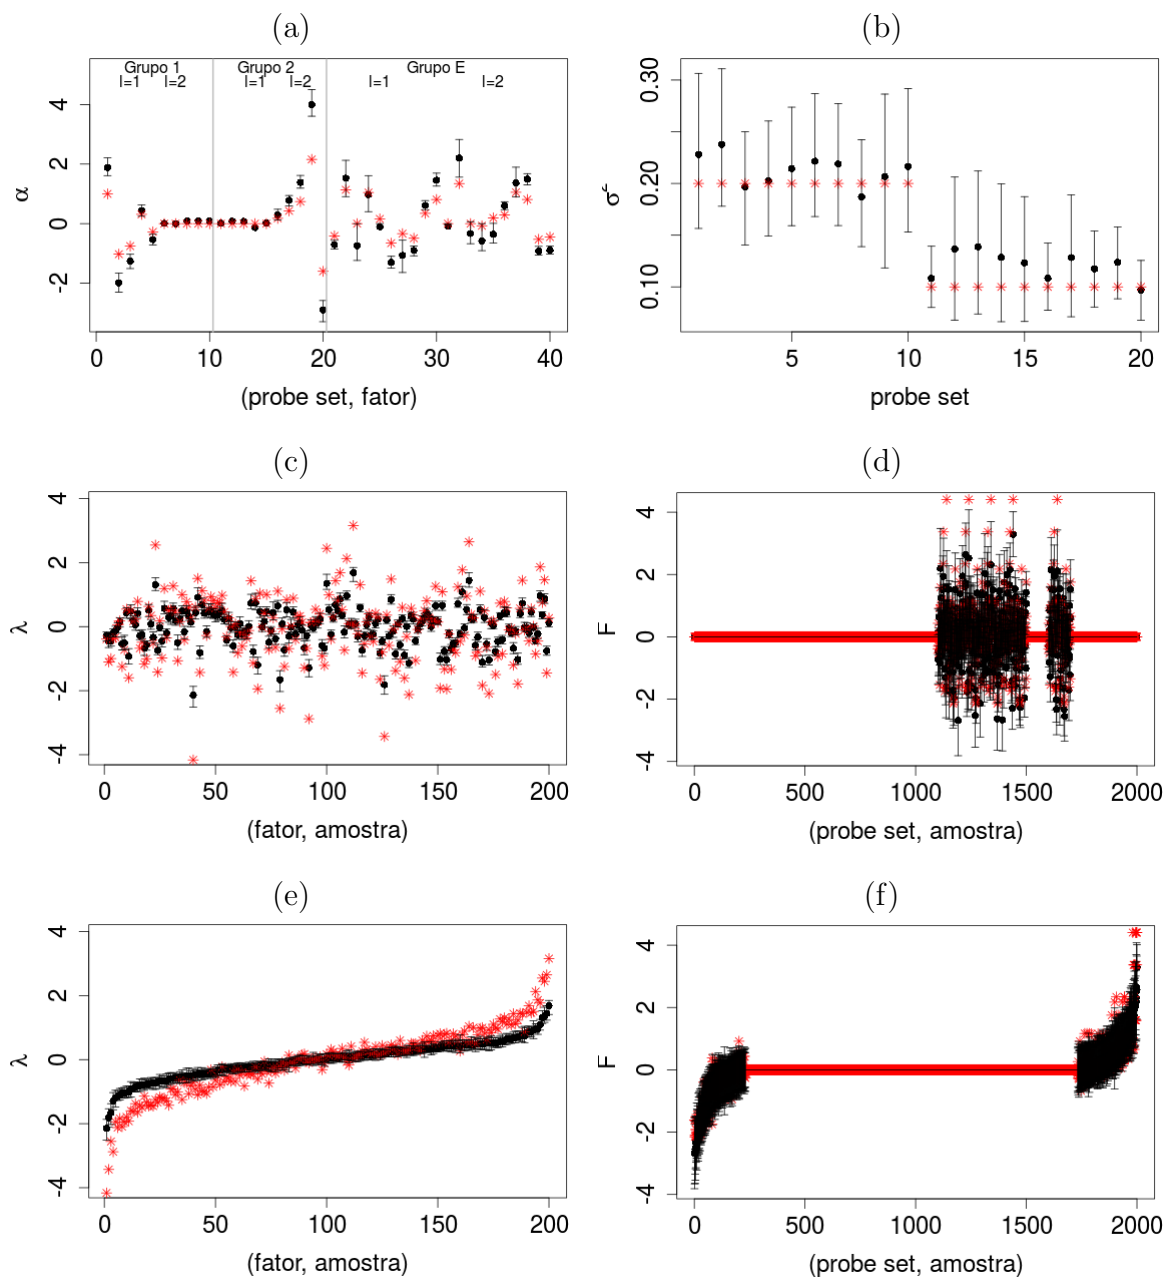 (a)
Grupo 1
Grupo 2
Grupo E
l=1
l=2
l=1
l=2
l=1
l=2
4
2
0
-2
α
0
10
20
30
40
(probe set, fator)
(b)
0.30
0.20
0.10
σ²
5
10
15
20
probe set
(c)
4
2
0
-2
-4
λ
0
50
100
150
200
(fator, amostra)
(d)
4
2
0
-2
-4
F
0
500
1000
1500
2000
(probe set, amostra)
(e)
4
2
0
-2
-4
λ
0
50
100
150
200
(fator, amostra)
(f)
4
2
0
-2
-4
F
0
500
1000
1500
2000
(probe set, amostra)